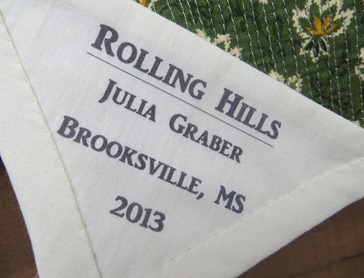 Rolling Hills
Julia Graber
Brooksville, MS
2013